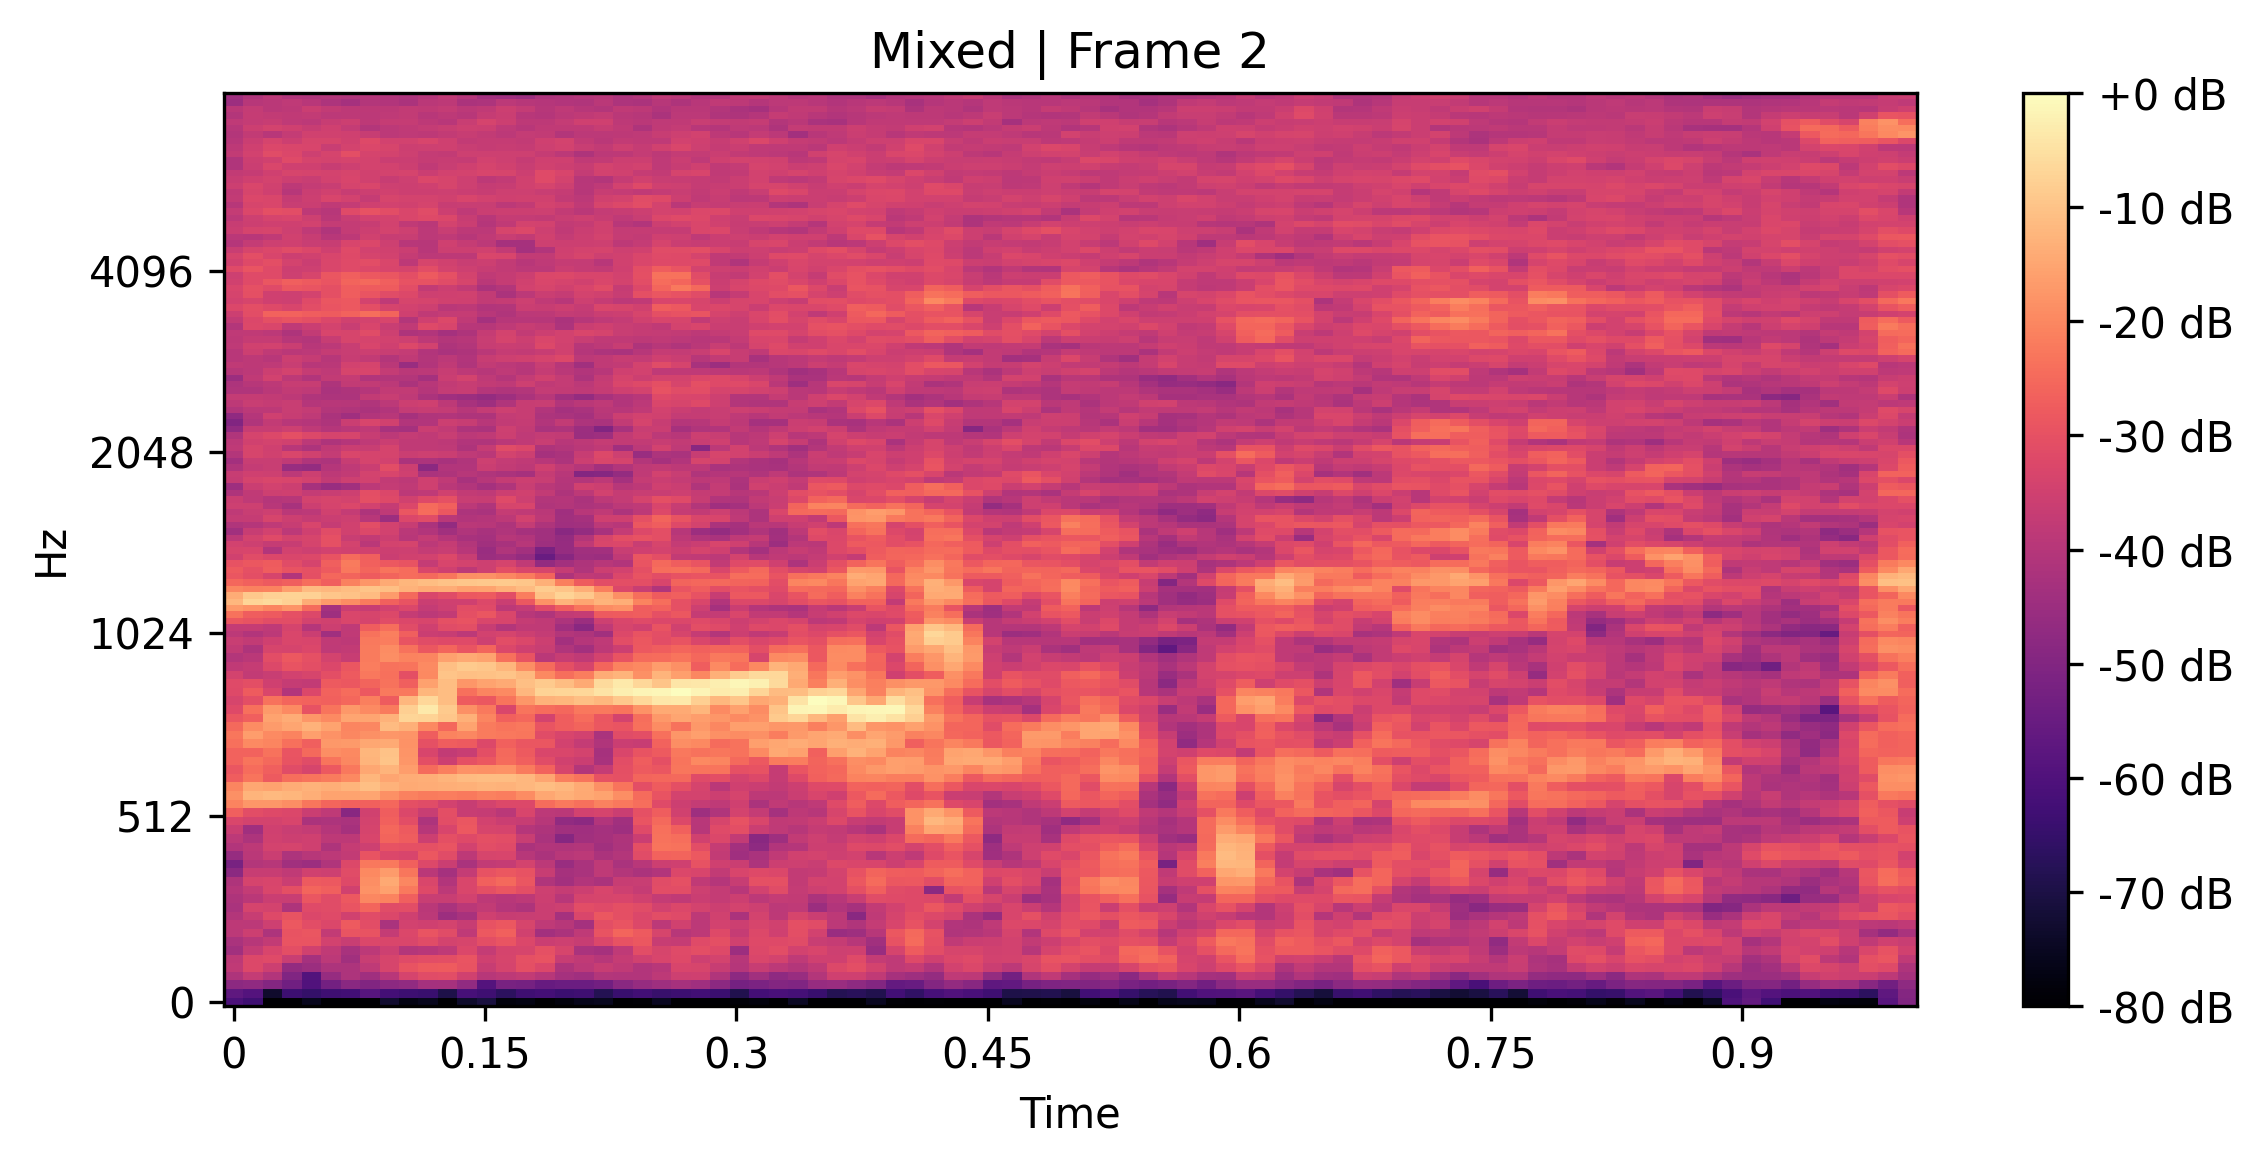 Mixed | Frame 2
+0 dB
-10 dB
-20 dB
-30 dB
-40 dB
-50 dB
-60 dB
-70 dB
-80 dB
Hz
4096
2048
1024
512
0
0 0.15 0.3 0.45 0.6 0.75 0.9
Time